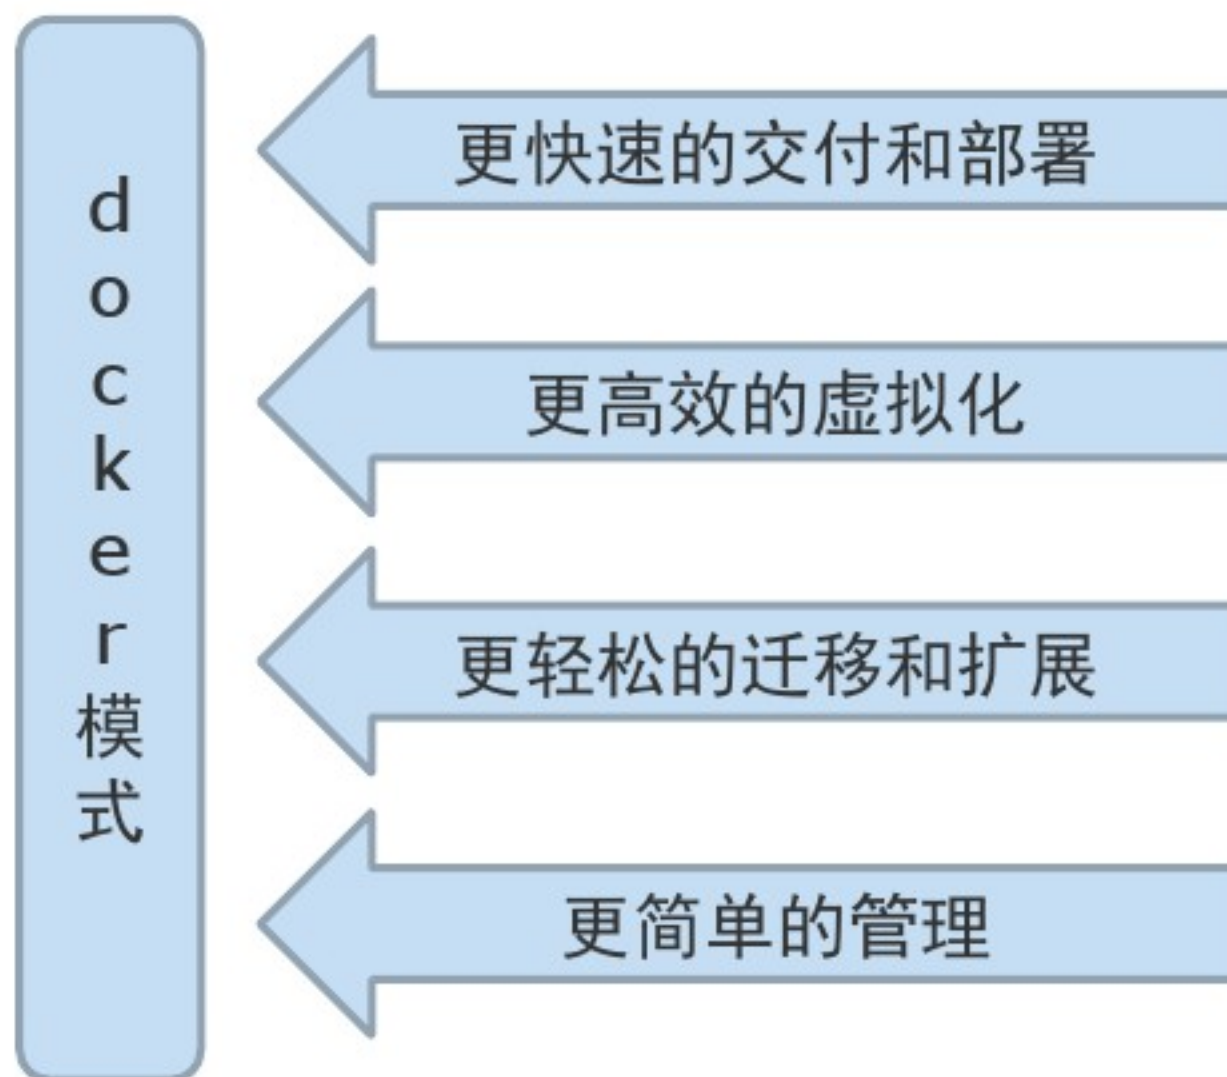 docker模式
更快速的交付和部署
更高效的虚拟化
更轻松的迁移和扩展
更简单的管理